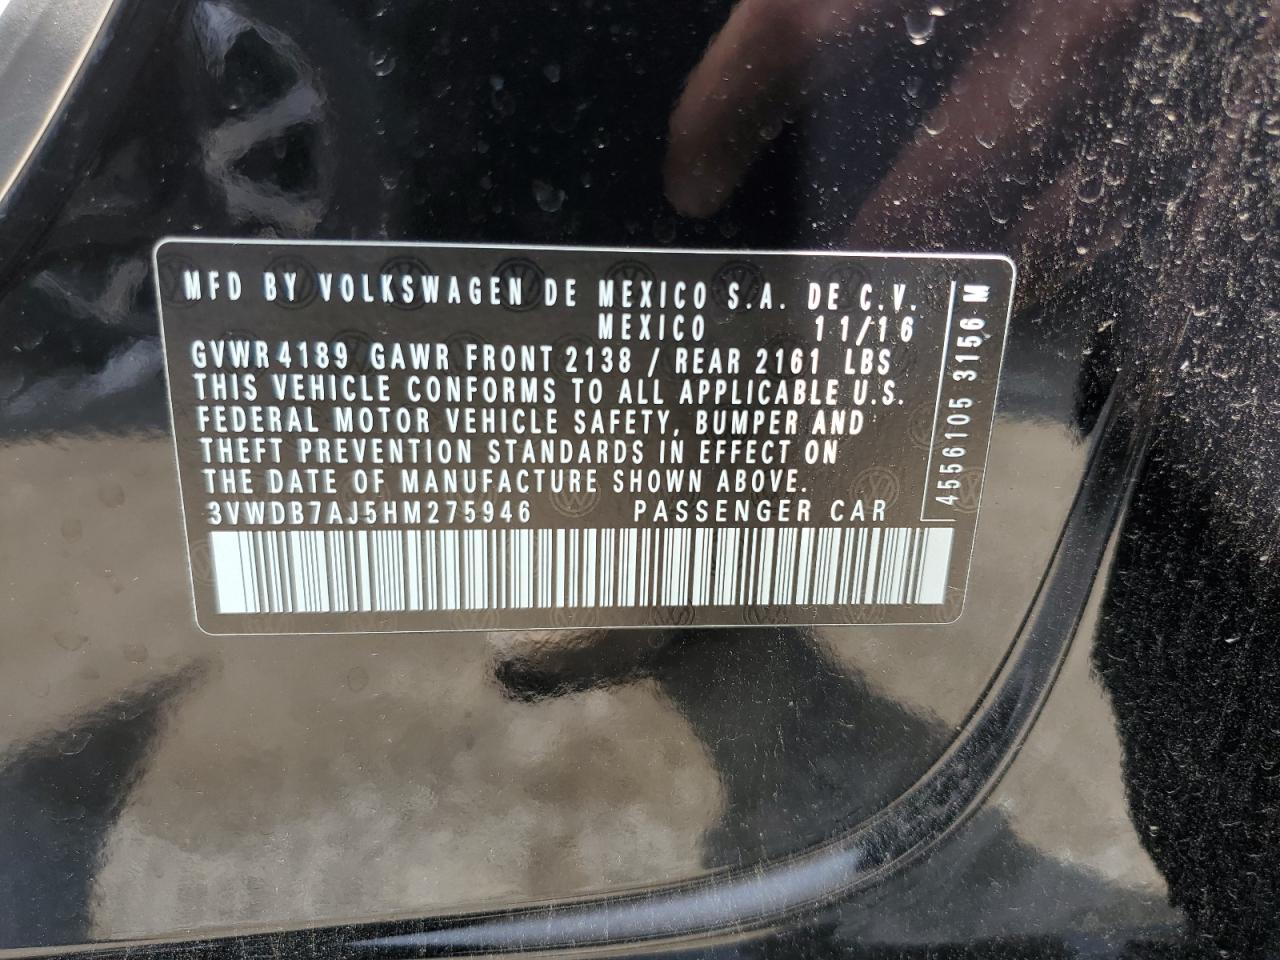 MFD BY VOLKSWAGEN DE MEXICO S.A. DE C.V.
MEXICO 11/16
GVWR 4189 GAWR FRONT 2138 / REAR 2161 LBS
THIS VEHICLE CONFORMS TO ALL APPLICABLE U.S.
FEDERAL MOTOR VEHICLE SAFETY, BUMPER AND
THEFT PREVENTION STANDARDS IN EFFECT ON
THE DATE OF MANUFACTURE SHOWN ABOVE.
3VWDB7AJ5HM275946 PASSENGER CAR
4556105 3156 M